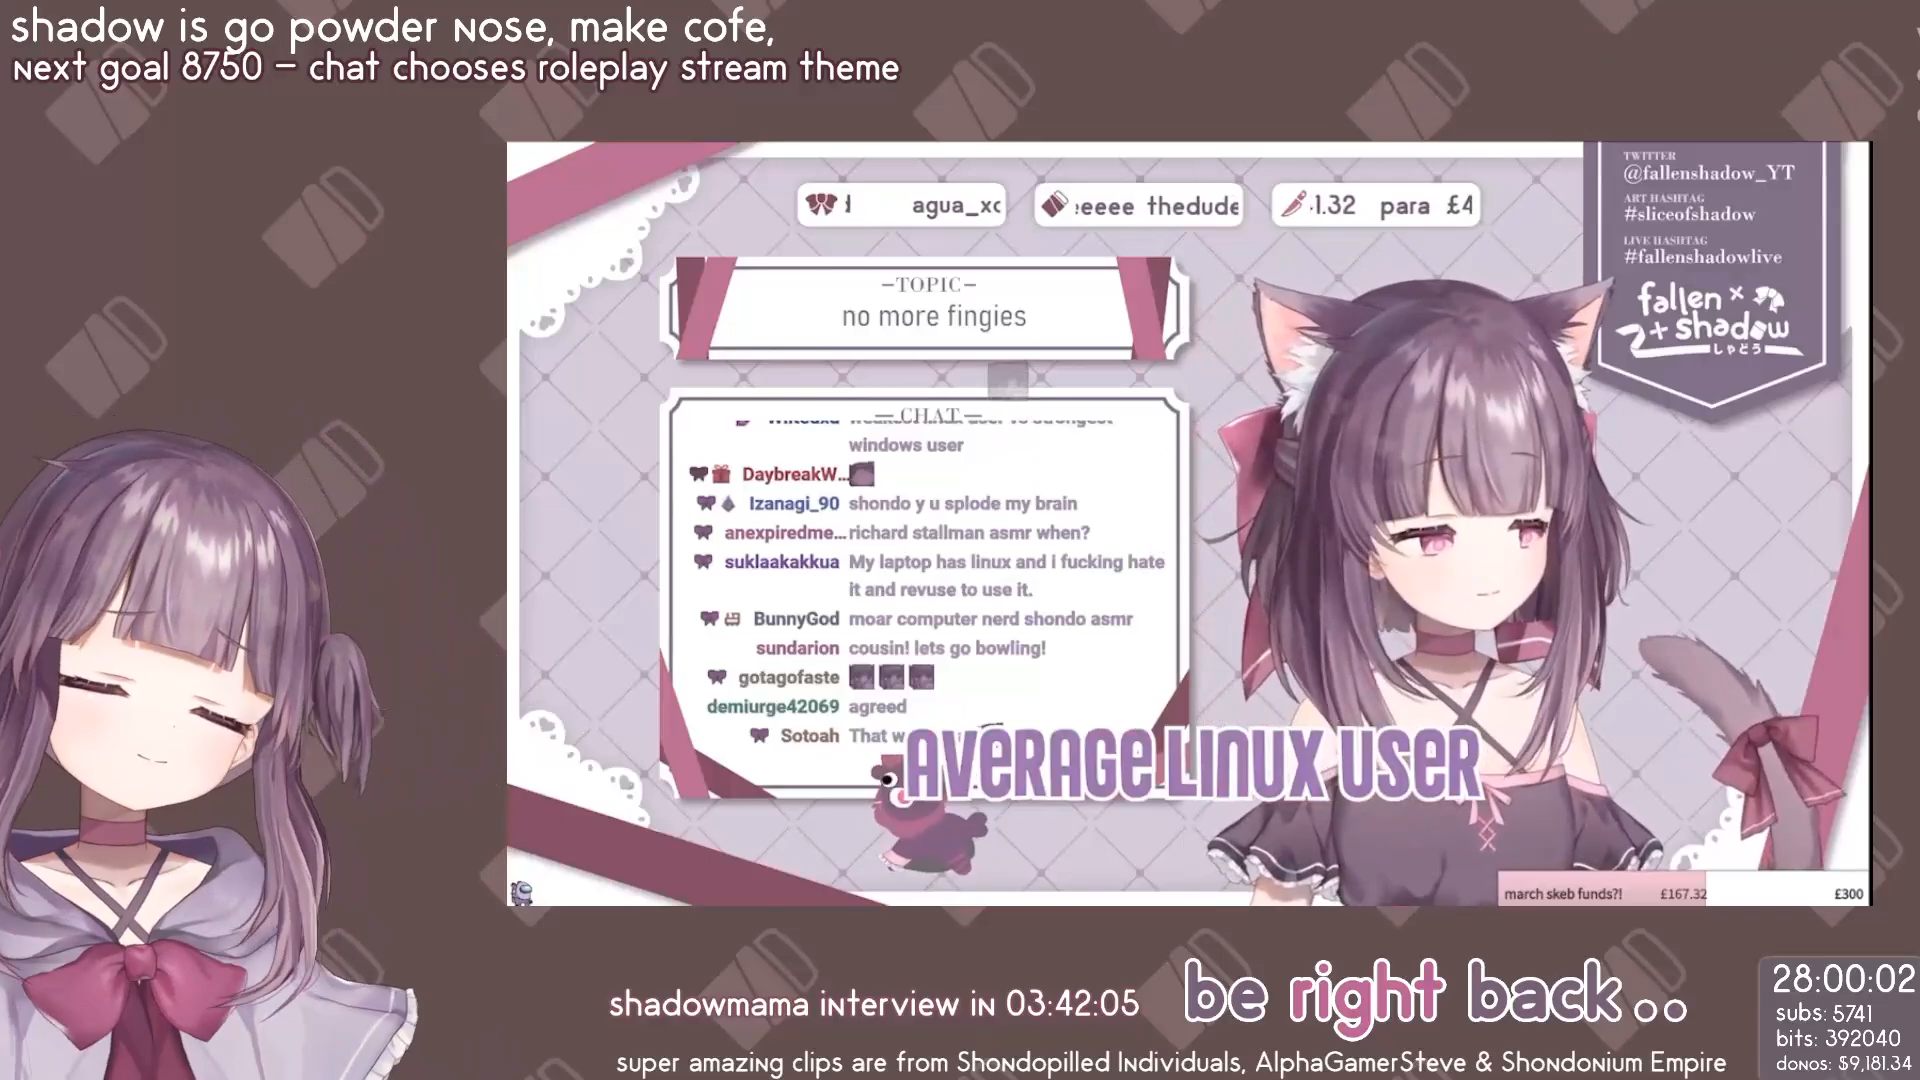 shadow is go powder nose, make cofe,
next goal 8750 – chat chooses roleplay stream theme
TWITTER
@fallenshadow_YT
ART HASHTAG
#sliceofshadow
LIVE HASHTAG
#fallenshadowlive
fallen × + shadow
しゃどう
agua_xc
eeee thedude
1.32 para £4
–TOPIC–
no more fingies
–CHAT–
windows user
DaybreakW...
Izanagi_90 shondo y u splode my brain
anexpiredme... richard stallman asmr when?
suklaakakkua My laptop has linux and i fucking hate
it and revuse to use it.
BunnyGod moar computer nerd shondo asmr
sundarion cousin! lets go bowling!
gotagofaste
demiurge42069 agreed
Sotoah That w
AVERAGE LINUX USER
march skeb funds?! £167.32 £300
shadowmama interview in 03:42:05
be right back..
28:00:02
subs: 5741
bits: 392040
donos: $9,181.34
super amazing clips are from Shondopilled Individuals, AlphaGamerSteve & Shondonium Empire